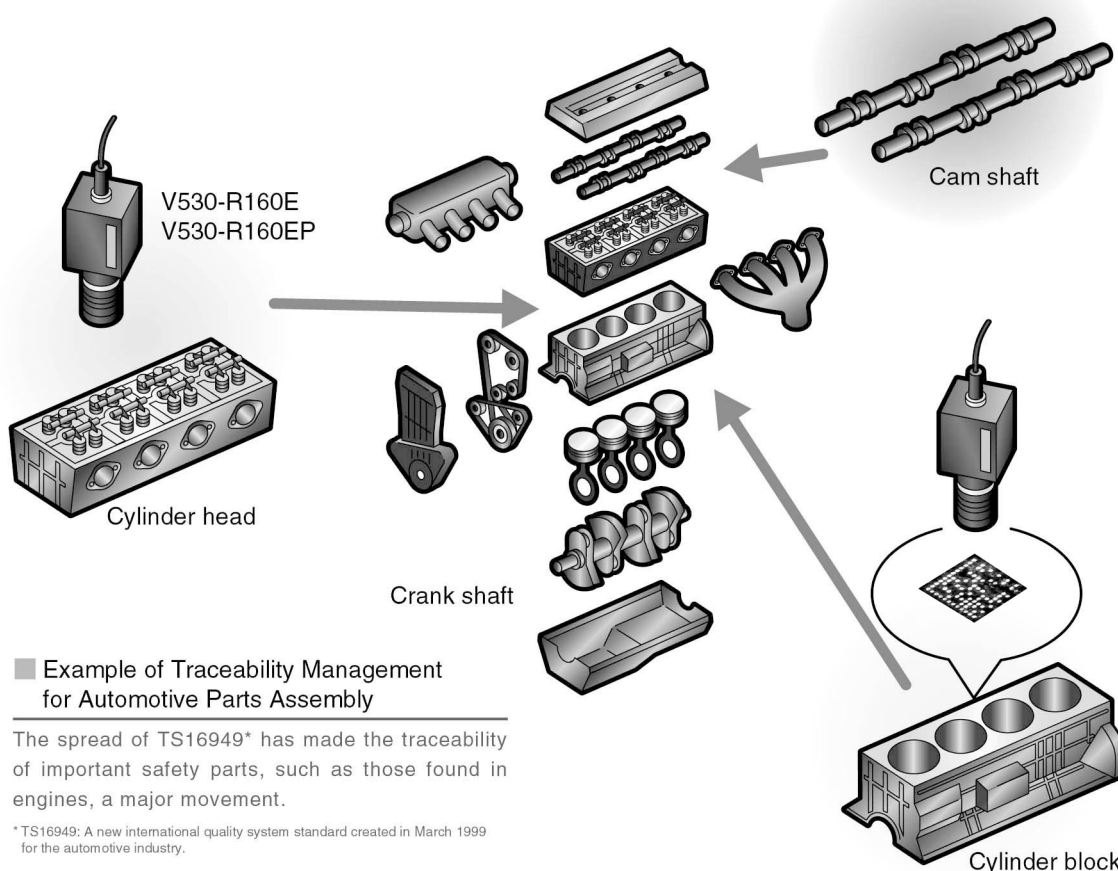 Cam shaft
V530-R160E
V530-R160EP
Cylinder head
Crank shaft
Example of Traceability Management
for Automotive Parts Assembly
The spread of TS16949* has made the traceability
of important safety parts, such as those found in
engines, a major movement.
* TS16949: A new international quality system standard created in March 1999
for the automotive industry.
Cylinder block